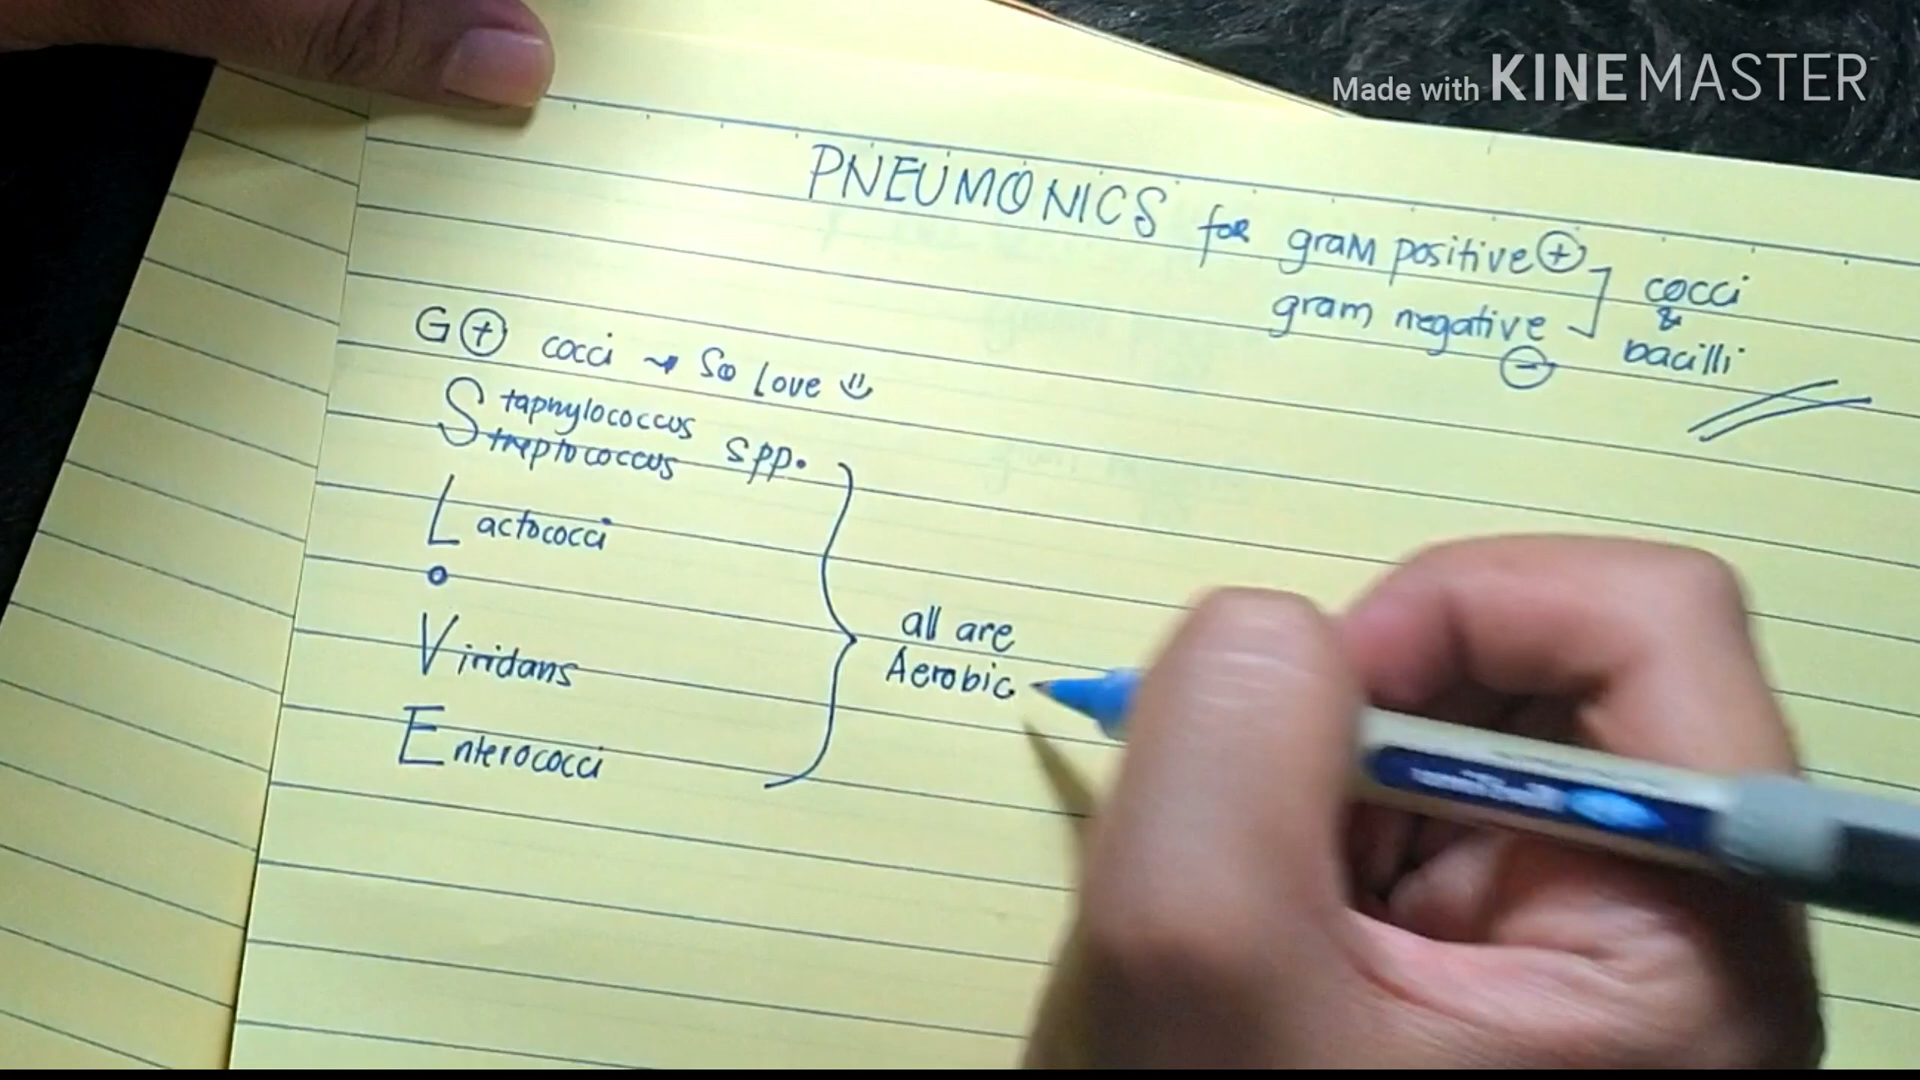 Made with KINEMASTER
PNEUMONICS for gram positive +
gram negative -
cocci
&
bacilli
G+ cocci → So Love
Staphylococcus
Streptococcus spp.
Lactococci
o
Viridans
Enterococci
all are
Aerobic